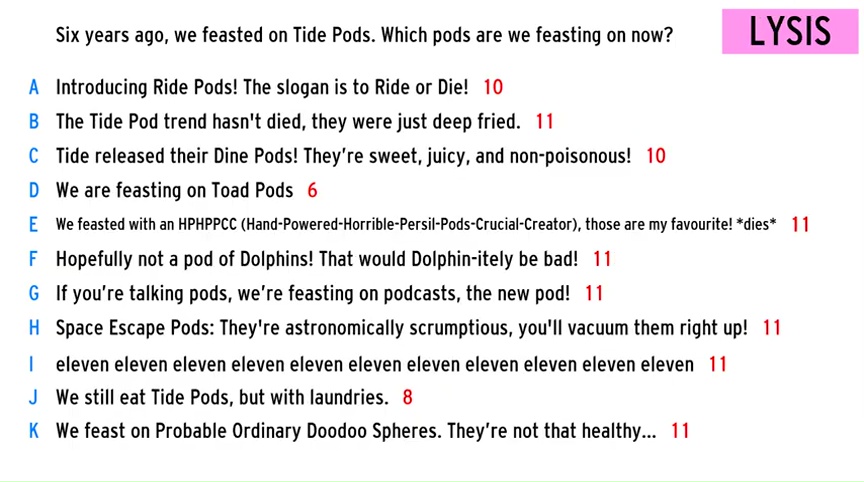 Six years ago, we feasted on Tide Pods. Which pods are we feasting on now?
LYSIS
A Introducing Ride Pods! The slogan is to Ride or Die! 10
B The Tide Pod trend hasn't died, they were just deep fried. 11
C Tide released their Dine Pods! They're sweet, juicy, and non-poisonous! 10
D We are feasting on Toad Pods 6
E We feasted with an HPHPPCC (Hand-Powered-Horrible-Persil-Pods-Crucial-Creator), those are my favourite! *dies* 11
F Hopefully not a pod of Dolphins! That would Dolphin-itely be bad! 11
G If you're talking pods, we're feasting on podcasts, the new pod! 11
H Space Escape Pods: They're astronomically scrumptious, you'll vacuum them right up! 11
I eleven eleven eleven eleven eleven eleven eleven eleven eleven eleven eleven 11
J We still eat Tide Pods, but with laundries. 8
K We feast on Probable Ordinary Doodoo Spheres. They're not that healthy... 11